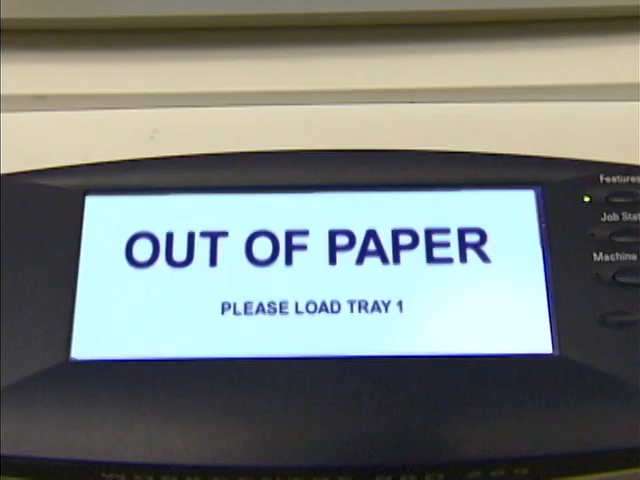 OUT OF PAPER
PLEASE LOAD TRAY 1
Features
Job Stat
Machine